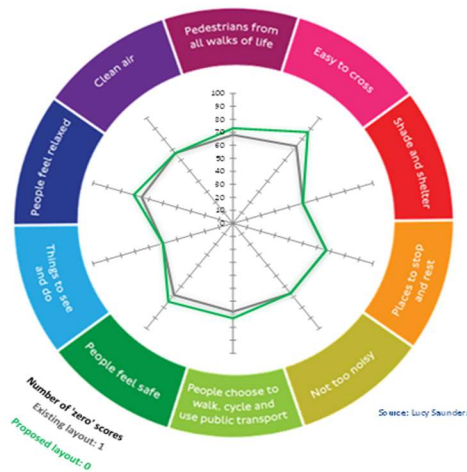 Pedestrians from
all walks of life
Easy to cross
Shade and shelter
Places to stop
and rest
Not too noisy
People choose to
walk, cycle and
use public transport
People feel safe
Things to see
and do
People feel relaxed
Clean air
100
90
80
70
60
50
40
30
20
10
0
Number of 'zero' scores
Existing layout: 1
Proposed layout: 0
Source: Lucy Saunder